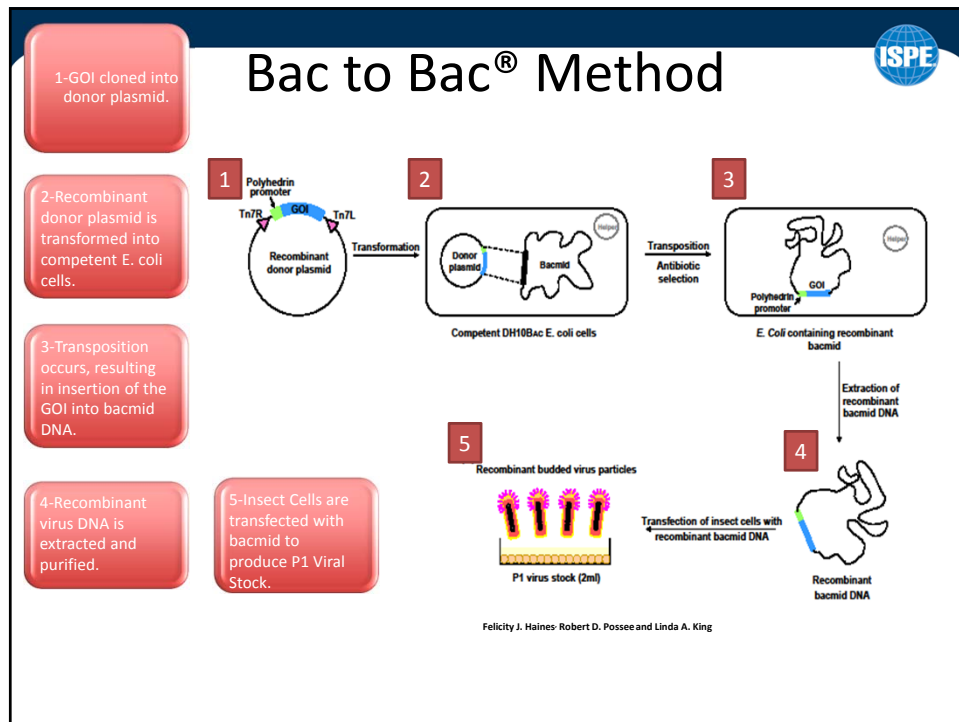 Bac to Bac® Method
ISPE.
1-GOI cloned into
donor plasmid.
2-Recombinant
donor plasmid is
transformed into
competent E. coli
cells.
3-Transposition
occurs, resulting
in insertion of the
GOI into bacmid
DNA.
4-Recombinant
virus DNA is
extracted and
purified.
5-Insect Cells are
transfected with
bacmid to
produce P1 Viral
Stock.
1
Polyhedrin
promoter
Tn7R
GOI
Tn7L
Recombinant
donor plasmid
Transformation
2
Helper
Donor
plasmid
Bacmid
Competent DH10BAC E. coli cells
Transposition
Antibiotic
selection
3
Helper
GOI
Polyhedrin
promoter
E. Coli containing recombinant
bacmid
Extraction of
recombinant
bacmid DNA
4
Recombinant
bacmid DNA
Transfection of insect cells with
recombinant bacmid DNA
5
Recombinant budded virus particles
P1 virus stock (2ml)
Felicity J. Haines, Robert D. Possee and Linda A. King